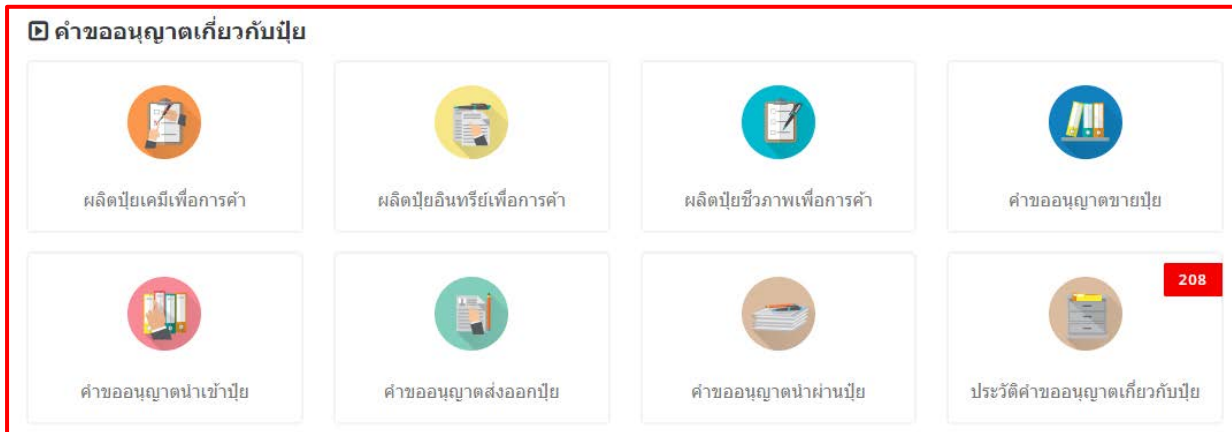 คำขออนุญาตเกี่ยวกับปุ๋ย
ผลิตปุ๋ยเคมีเพื่อการค้า
ผลิตปุ๋ยอินทรีย์เพื่อการค้า
ผลิตปุ๋ยชีวภาพเพื่อการค้า
คำขออนุญาตขายปุ๋ย
208
คำขออนุญาตนำเข้าปุ๋ย
คำขออนุญาตส่งออกปุ๋ย
คำขออนุญาตนำผ่านปุ๋ย
ประวัติคำขออนุญาตเกี่ยวกับปุ๋ย